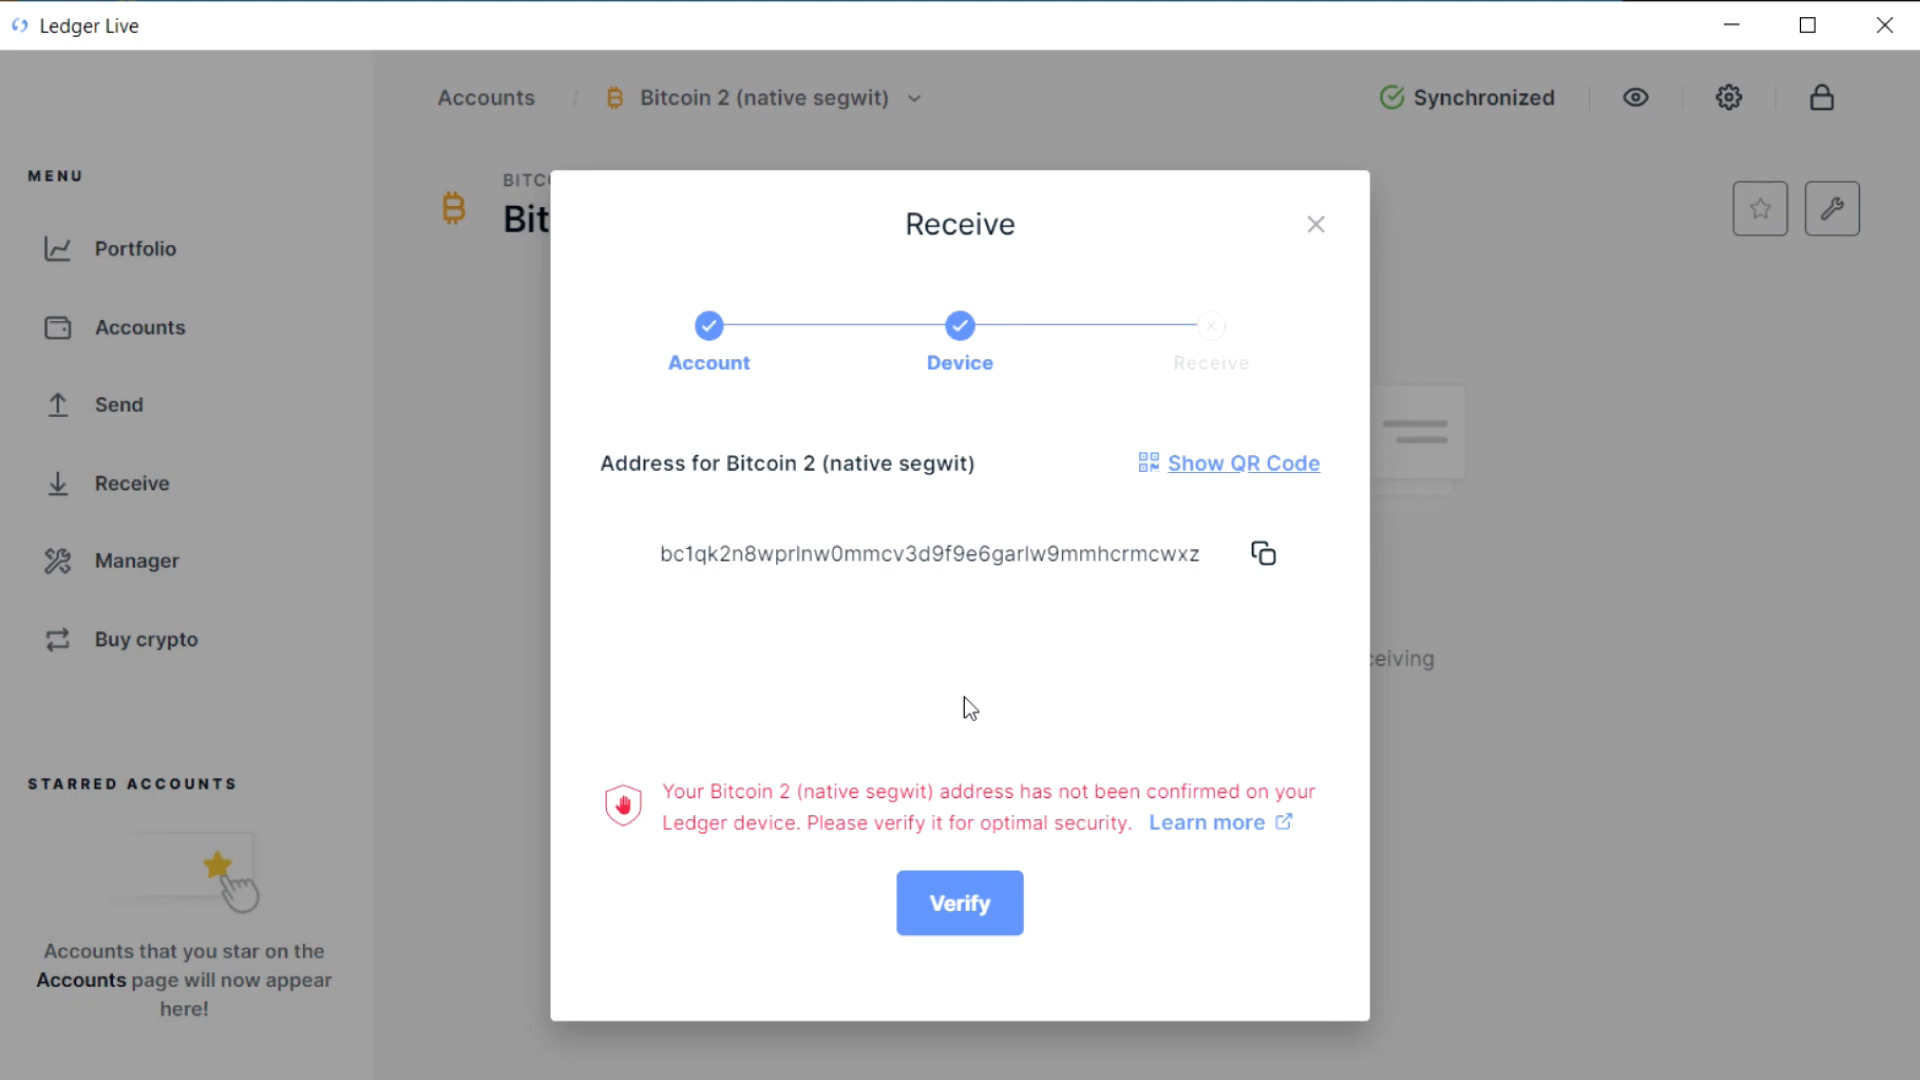 Ledger Live
Accounts / Bitcoin 2 (native segwit)
Synchronized
MENU
Portfolio
Accounts
Send
Receive
Manager
Buy crypto
STARRED ACCOUNTS
Accounts that you star on the
Accounts page will now appear
here!
BITC
Bit
Receive
Account
Device
Receive
Address for Bitcoin 2 (native segwit)
Show QR Code
bc1qk2n8wprlnw0mmcv3d9f9e6garlw9mmhcrmcwxz
ceiving
Your Bitcoin 2 (native segwit) address has not been confirmed on your
Ledger device. Please verify it for optimal security. Learn more
Verify